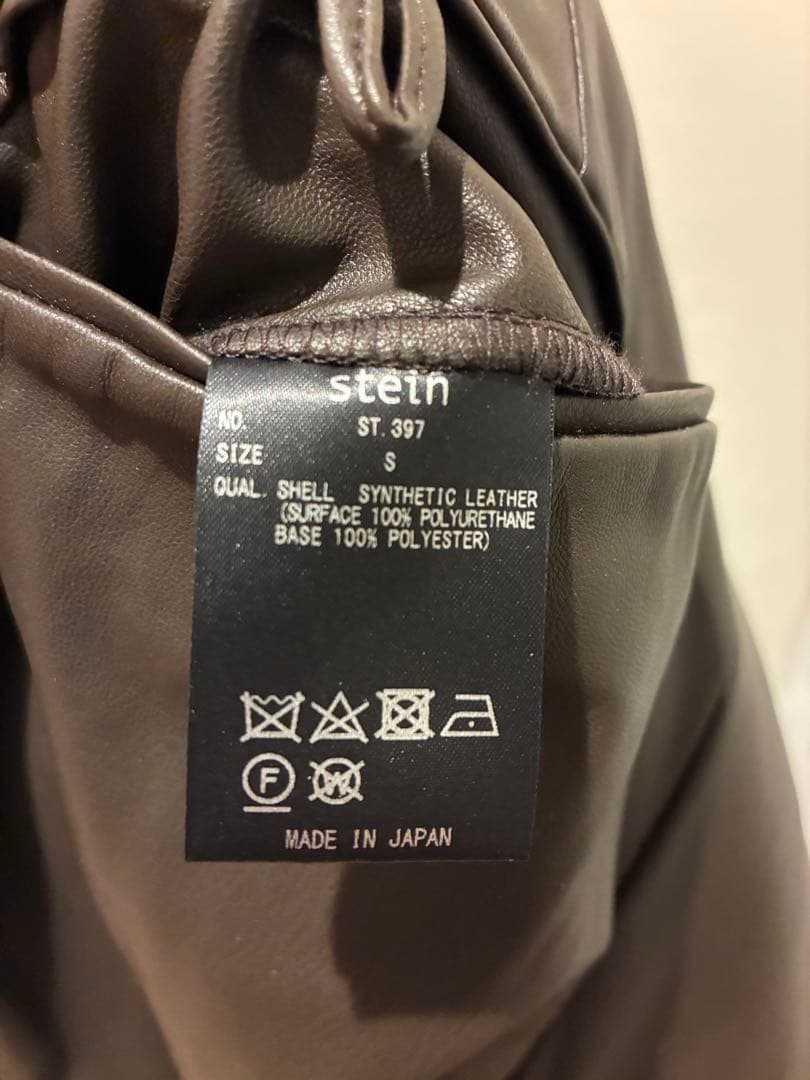 stein
NO. ST.397
SIZE S
QUAL. SHELL SYNTHETIC LEATHER
(SURFACE 100% POLYURETHANE
BASE 100% POLYESTER)
F W
MADE IN JAPAN